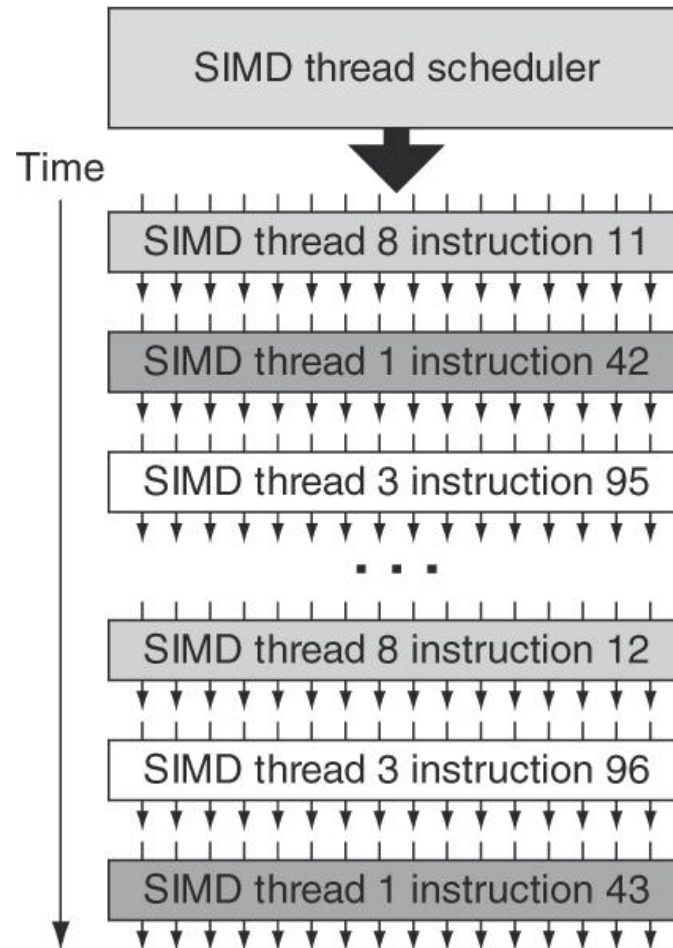 SIMD thread scheduler
Time
SIMD thread 8 instruction 11
SIMD thread 1 instruction 42
SIMD thread 3 instruction 95
. . .
SIMD thread 8 instruction 12
SIMD thread 3 instruction 96
SIMD thread 1 instruction 43